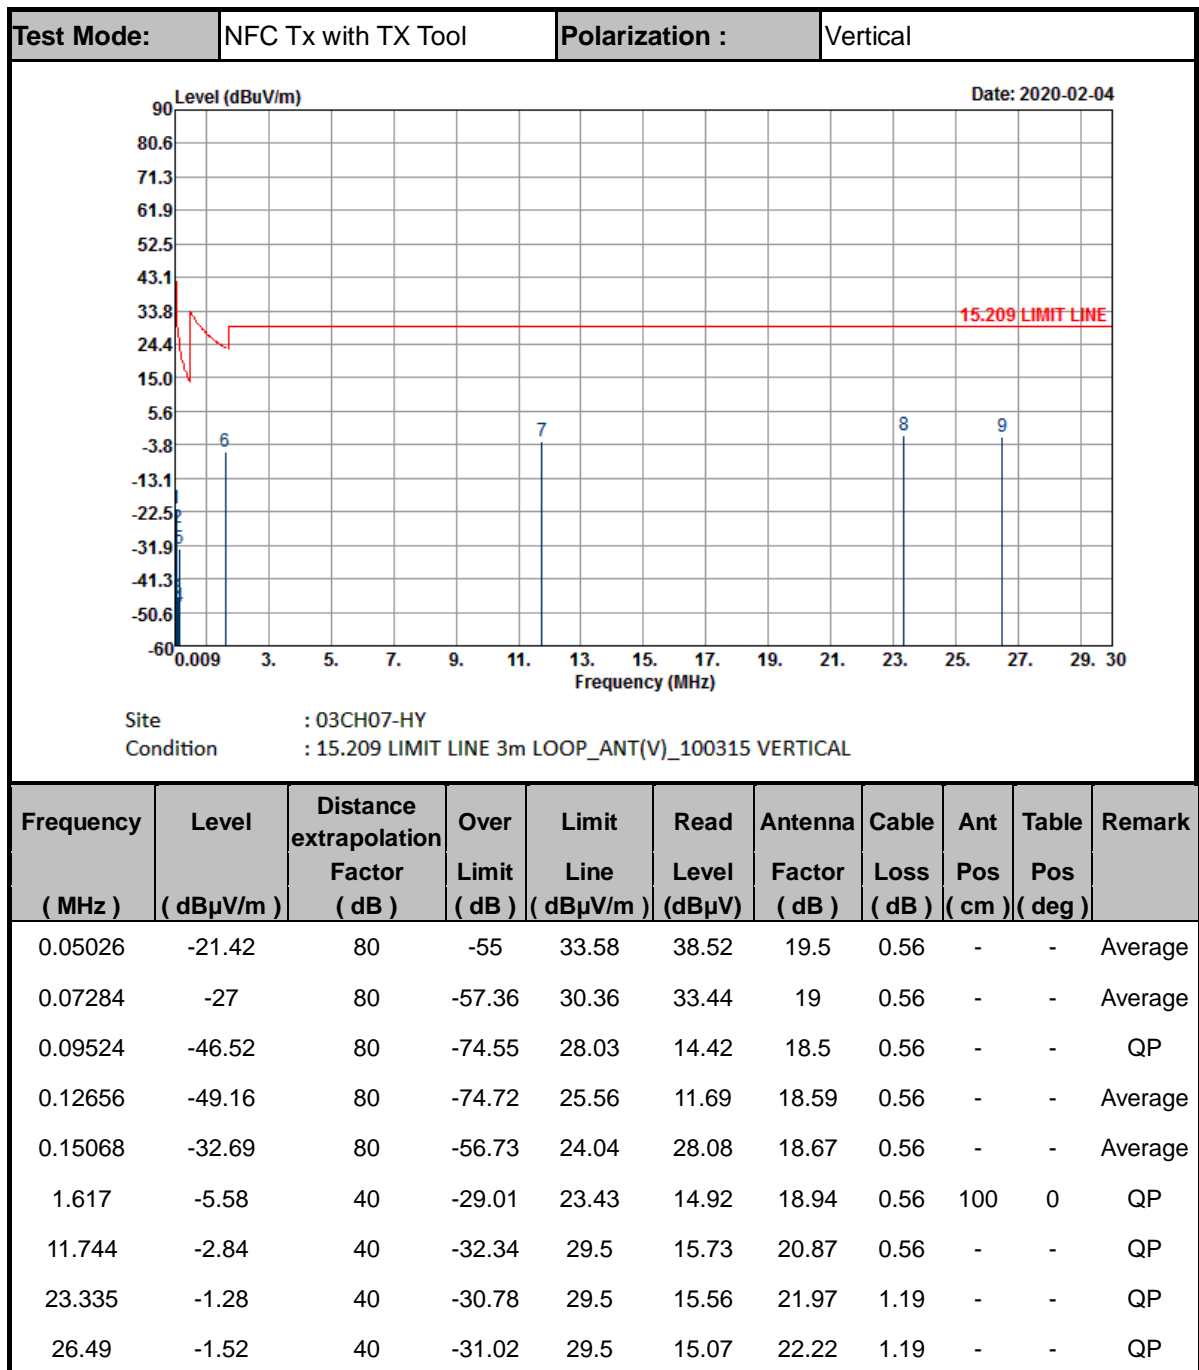 Test Mode: NFC Tx with TX Tool Polarization : Vertical
Level (dBuV/m) Date: 2020-02-04
90
80.6
71.3
61.9
52.5
43.1
33.8
15.209 LIMIT LINE
24.4
15.0
5.6
-3.8
-13.1
-22.5
-31.9
-41.3
-50.6
-60
1
2
5
6
7
8
9
0.009 3. 5. 7. 9. 11. 13. 15. 17. 19. 21. 23. 25. 27. 29. 30
Frequency (MHz)
Site : 03CH07-HY
Condition : 15.209 LIMIT LINE 3m LOOP_ANT(V)_100315 VERTICAL
Frequency Level Distance extrapolation Over Limit Read Antenna Cable Ant Table Remark
Factor Limit Line Level Factor Loss Pos Pos
( MHz ) ( dBµV/m ) ( dB ) ( dB ) ( dBµV/m ) (dBµV) ( dB ) ( dB ) ( cm ) ( deg )
0.05026 -21.42 80 -55 33.58 38.52 19.5 0.56 - - Average
0.07284 -27 80 -57.36 30.36 33.44 19 0.56 - - Average
0.09524 -46.52 80 -74.55 28.03 14.42 18.5 0.56 - - QP
0.12656 -49.16 80 -74.72 25.56 11.69 18.59 0.56 - - Average
0.15068 -32.69 80 -56.73 24.04 28.08 18.67 0.56 - - Average
1.617 -5.58 40 -29.01 23.43 14.92 18.94 0.56 100 0 QP
11.744 -2.84 40 -32.34 29.5 15.73 20.87 0.56 - - QP
23.335 -1.28 40 -30.78 29.5 15.56 21.97 1.19 - - QP
26.49 -1.52 40 -31.02 29.5 15.07 22.22 1.19 - - QP